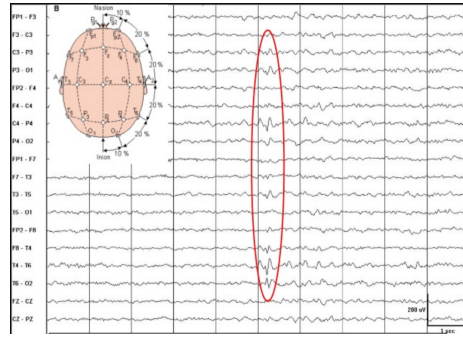 B
Nasion
10 %
20 %
20 %
20 %
20 %
10 %
Inion
FP1 - F3
F3 - C3
C3 - P3
P3 - O1
FP2 - F4
F4 - C4
C4 - P4
P4 - O2
FP1 - F7
F7 - T3
T3 - T5
T5 - O1
FP2 - F8
F8 - T4
T4 - T6
T6 - O2
FZ - CZ
CZ - PZ
200 uV